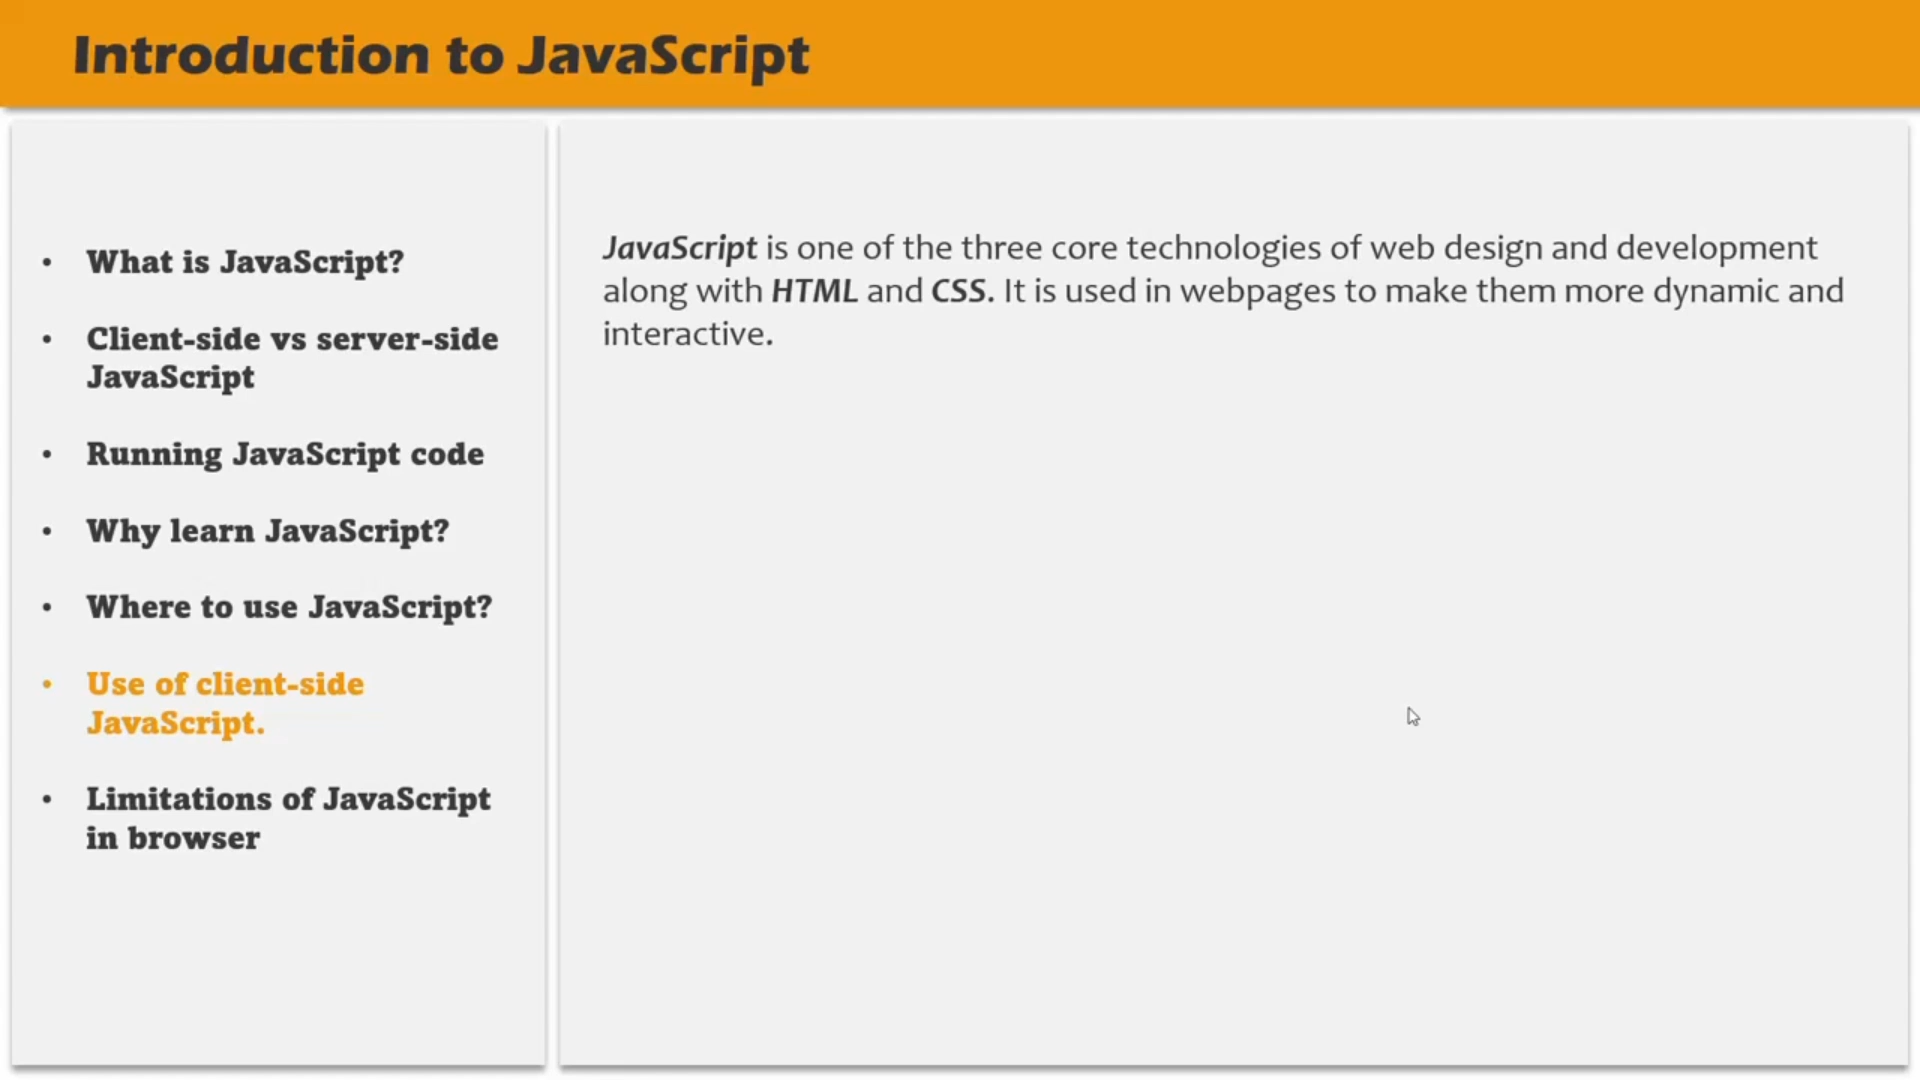 Introduction to JavaScript
• What is JavaScript?
• Client-side vs server-side
JavaScript
• Running JavaScript code
• Why learn JavaScript?
• Where to use JavaScript?
• Use of client-side
JavaScript.
• Limitations of JavaScript
in browser
JavaScript is one of the three core technologies of web design and development
along with HTML and CSS. It is used in webpages to make them more dynamic and
interactive.